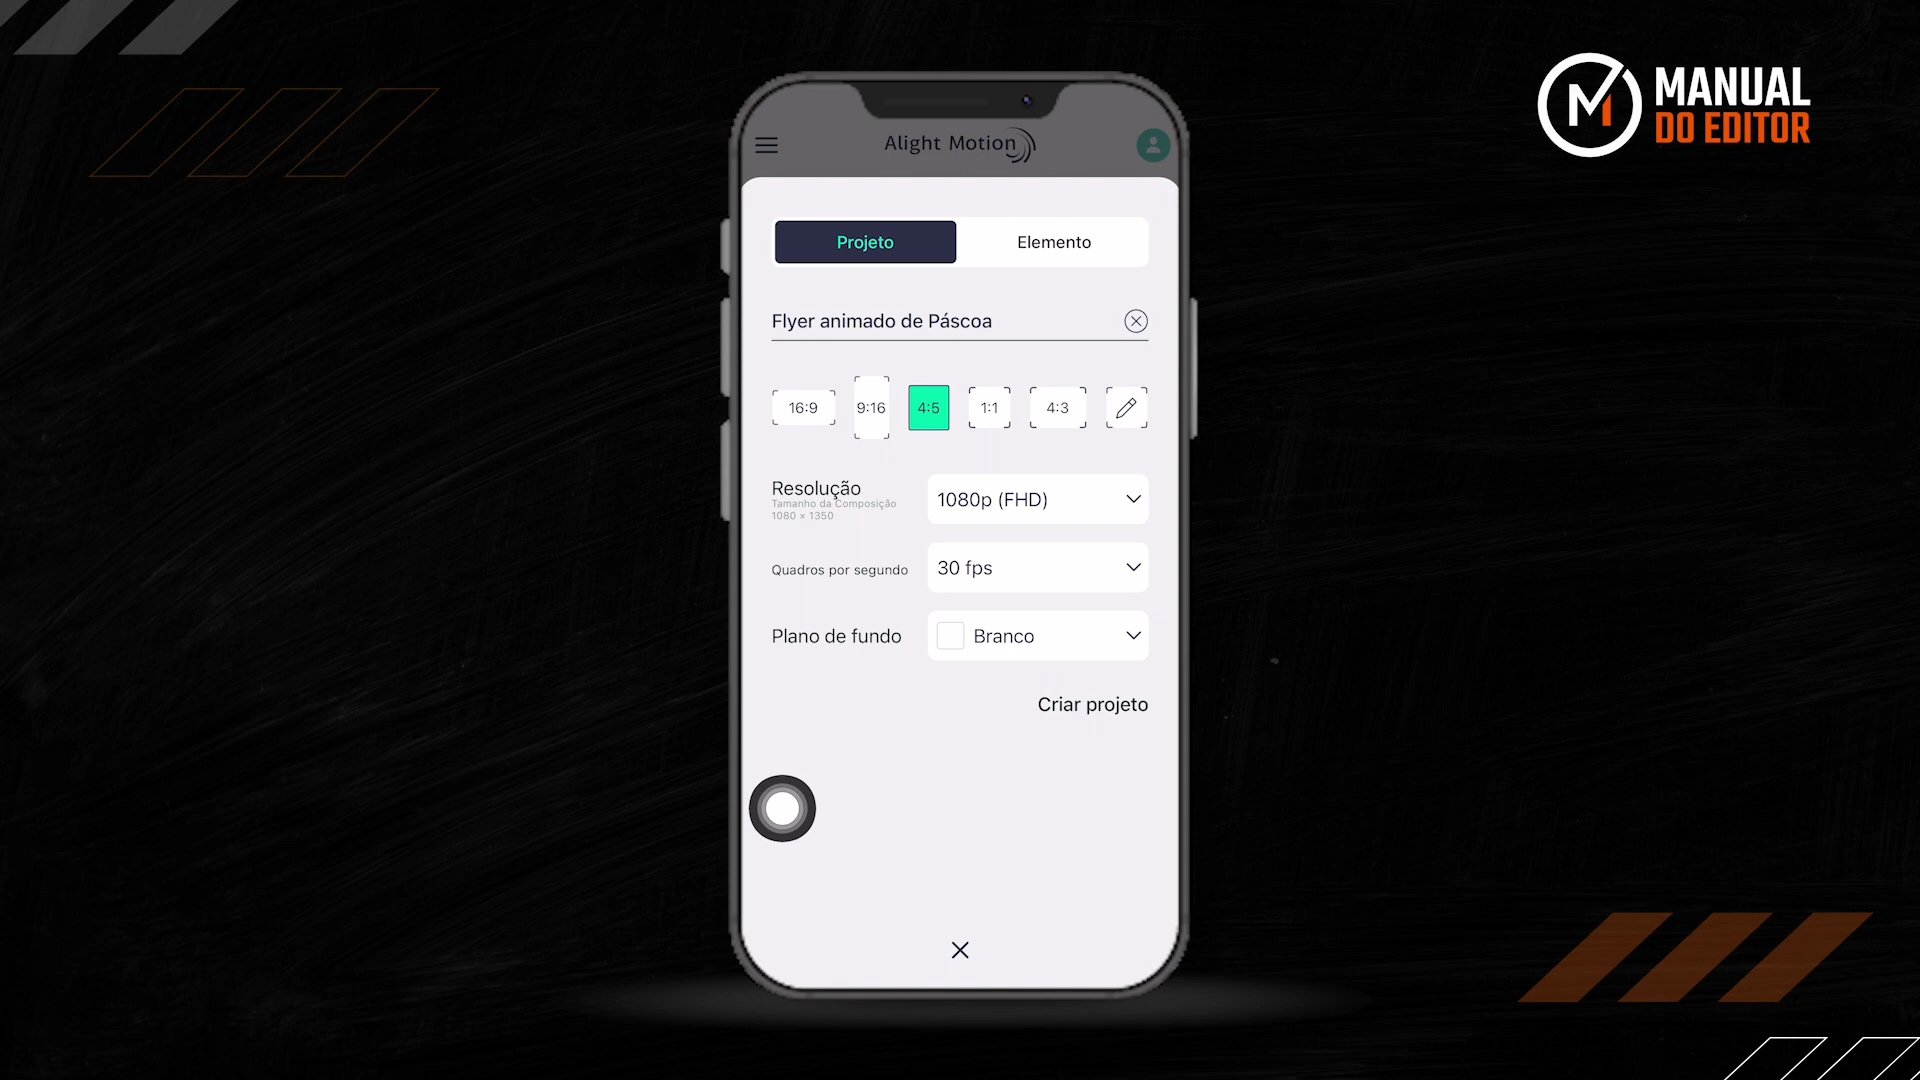 MANUAL
DO EDITOR
Alight Motion
Projeto
Elemento
Flyer animado de Páscoa
16:9
9:16
4:5
1:1
4:3
Resolução
Tamanho da Composição
1080 × 1350
1080p (FHD)
Quadros por segundo
30 fps
Plano de fundo
Branco
Criar projeto